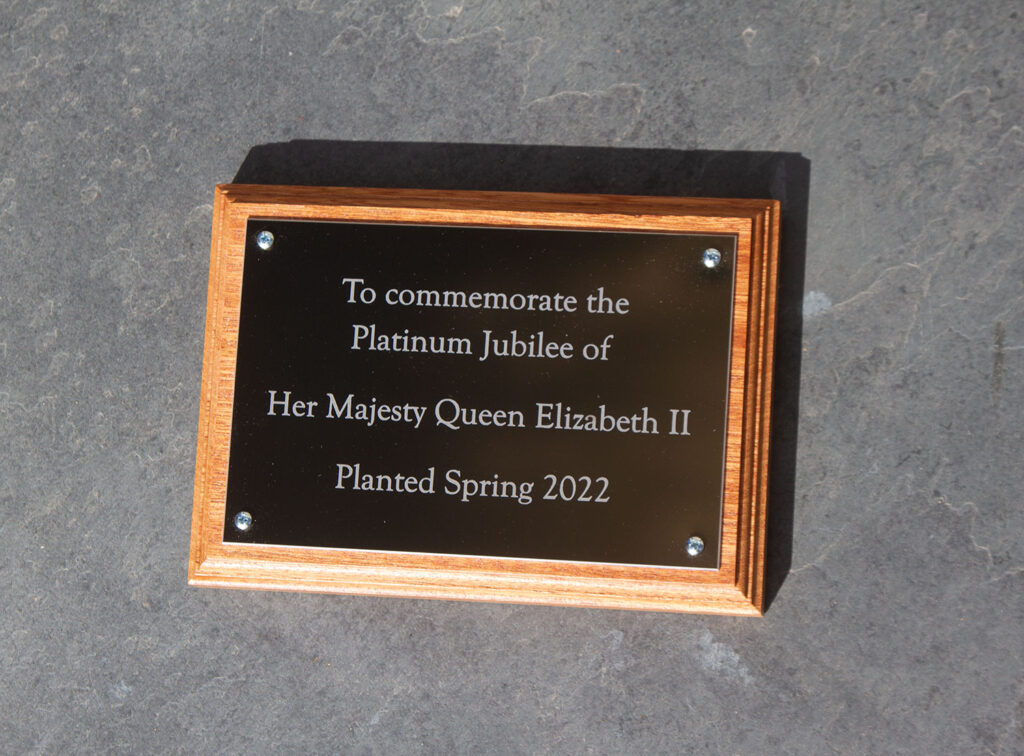 To commemorate the
Platinum Jubilee of
Her Majesty Queen Elizabeth II
Planted Spring 2022